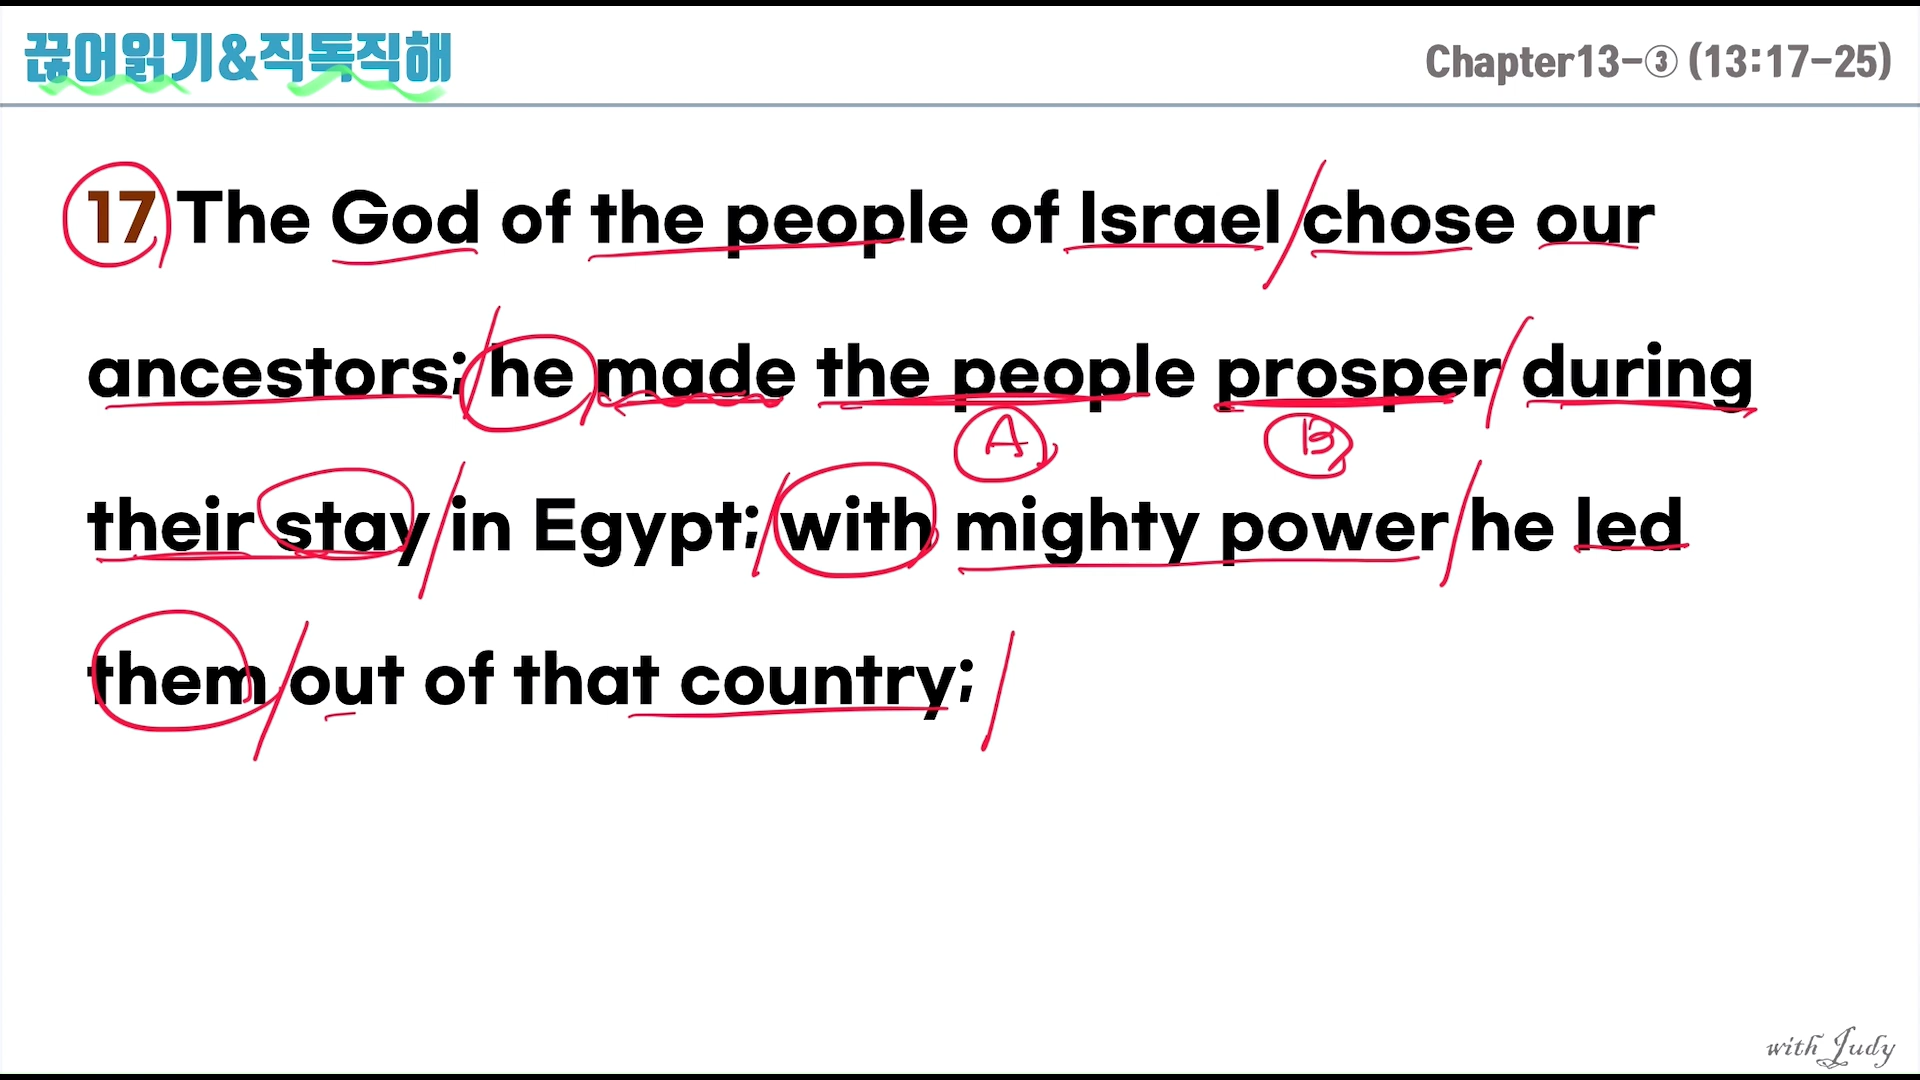 끊어읽기&직독직해
Chapter13-③ (13:17-25)
17 The God of the people of Israel chose our
ancestors; he made the people prosper during
A B
their stay in Egypt; with mighty power he led
them out of that country;
with Judy